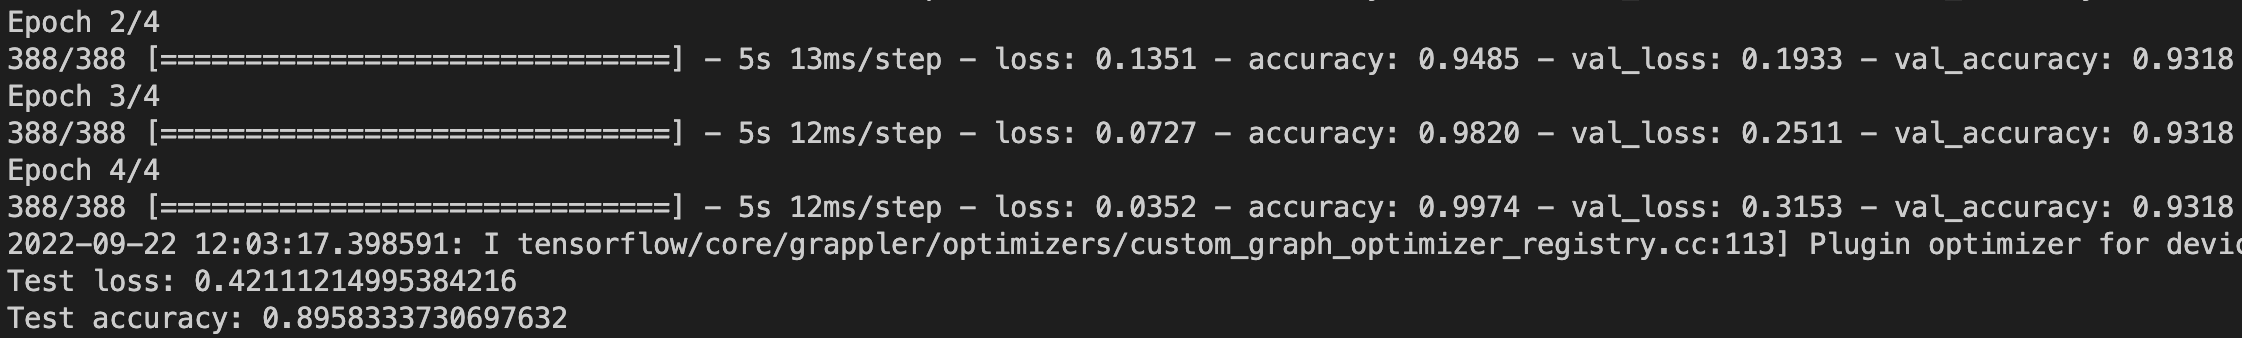 Epoch 2/4
388/388 [==============================] - 5s 13ms/step - loss: 0.1351 - accuracy: 0.9485 - val_loss: 0.1933 - val_accuracy: 0.9318
Epoch 3/4
388/388 [==============================] - 5s 12ms/step - loss: 0.0727 - accuracy: 0.9820 - val_loss: 0.2511 - val_accuracy: 0.9318
Epoch 4/4
388/388 [==============================] - 5s 12ms/step - loss: 0.0352 - accuracy: 0.9974 - val_loss: 0.3153 - val_accuracy: 0.9318
2022-09-22 12:03:17.398591: I tensorflow/core/grappler/optimizers/custom_graph_optimizer_registry.cc:113] Plugin optimizer for devic
Test loss: 0.42111214995384216
Test accuracy: 0.8958333730697632